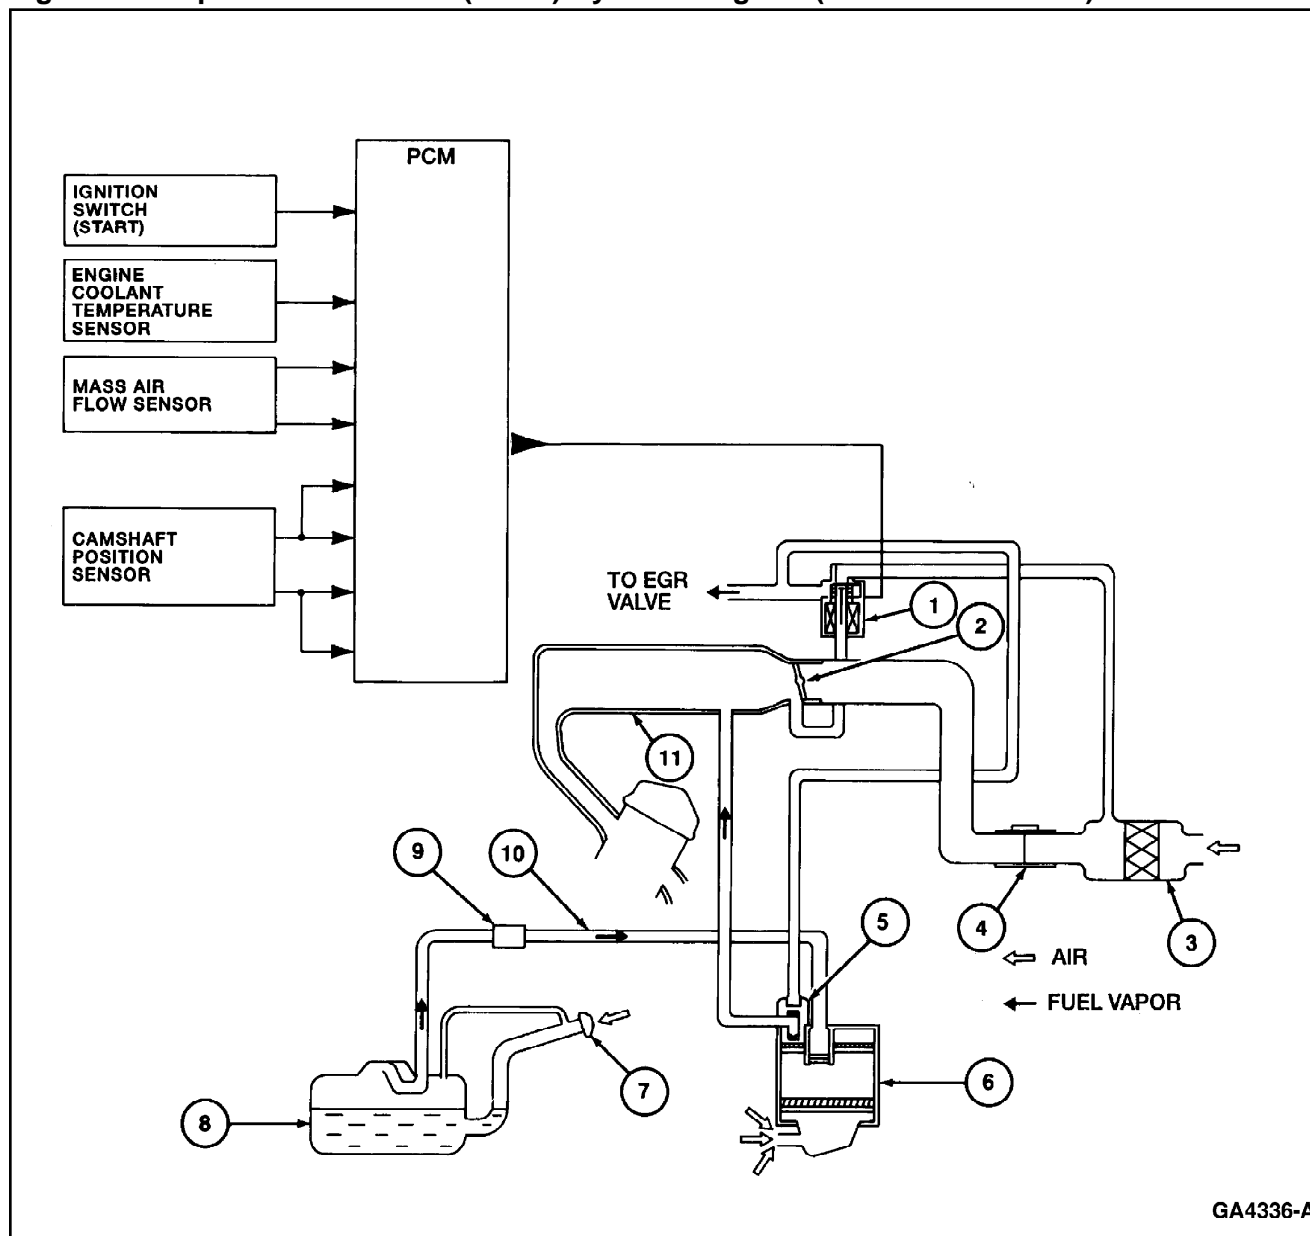 PCM
IGNITION
SWITCH
(START)
ENGINE
COOLANT
TEMPERATURE
SENSOR
MASS AIR
FLOW SENSOR
CAMSHAFT
POSITION
SENSOR
TO EGR
VALVE
1
2
11
9
10
5
4
3
AIR
FUEL VAPOR
7
6
8
GA4336-A